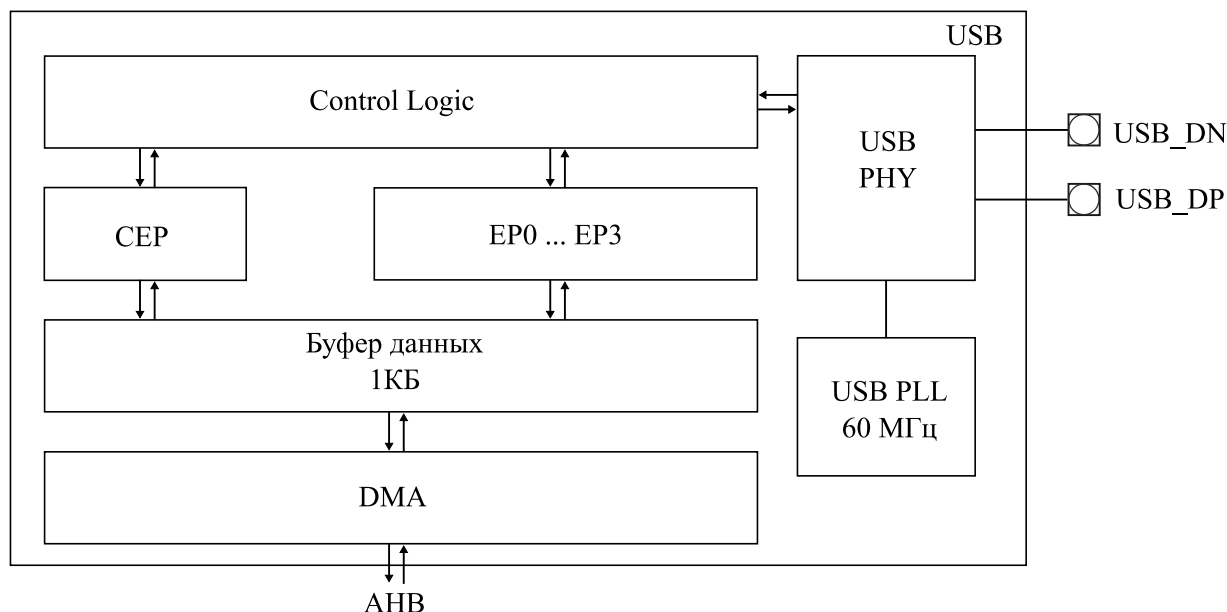 USB
Control Logic
USB
PHY
USB_DN
USB_DP
CEP
EP0 ... EP3
Буфер данных
1КБ
USB PLL
60 МГц
DMA
AHB